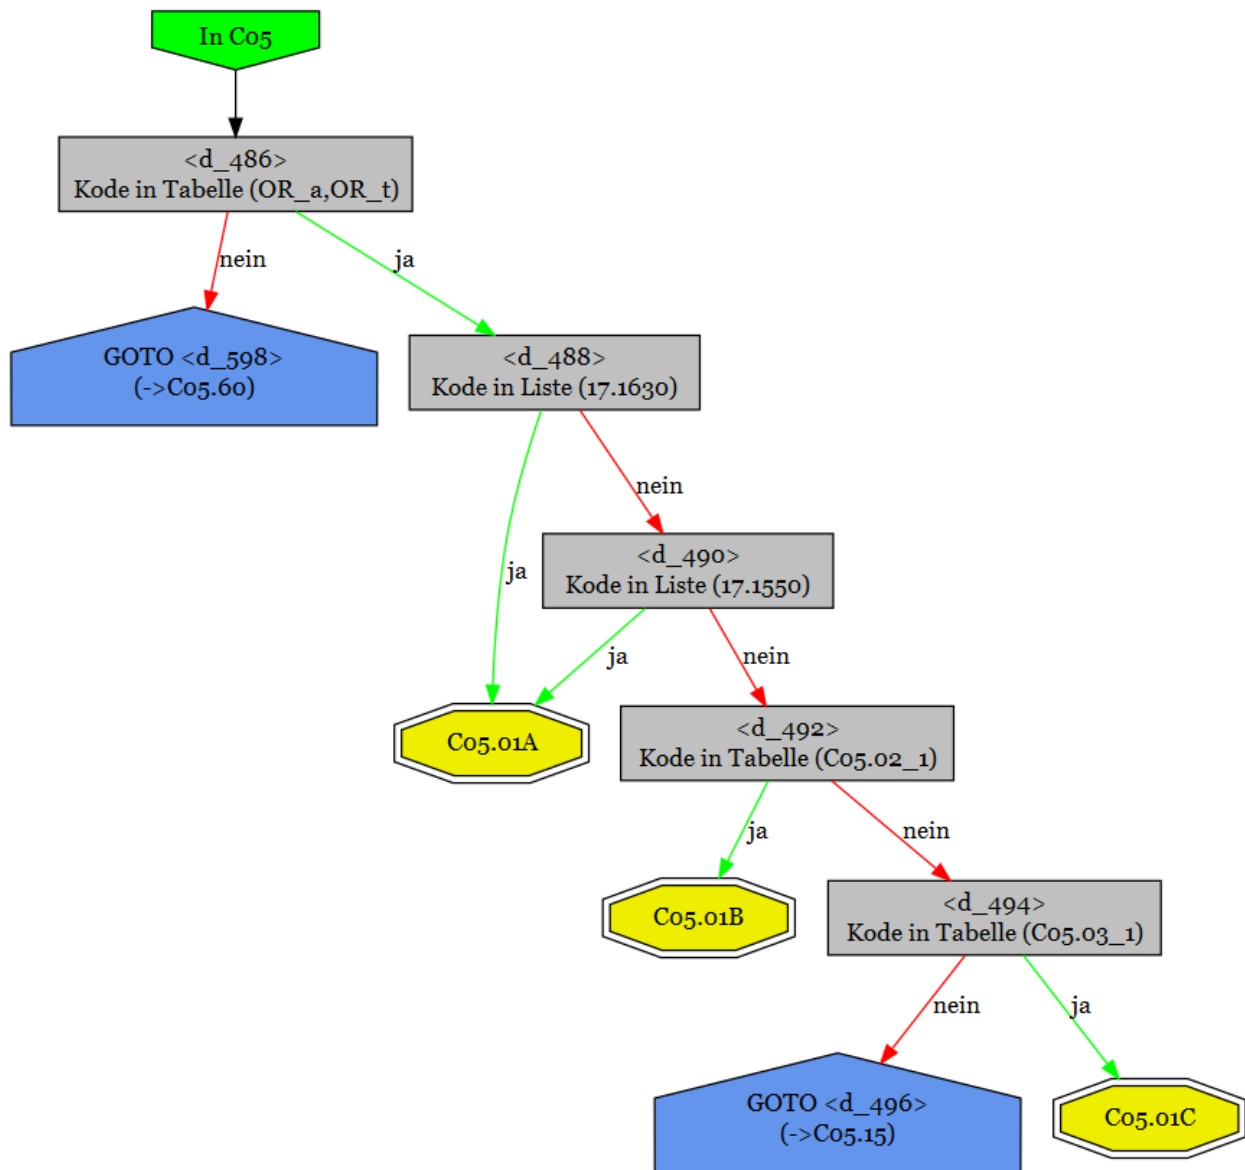 In C05
<d_486>
Kode in Tabelle (OR_a,OR_t)
nein
ja
GOTO <d_598>
(->C05.60)
<d_488>
Kode in Liste (17.1630)
nein
ja
<d_490>
Kode in Liste (17.1550)
ja
nein
C05.01A
<d_492>
Kode in Tabelle (C05.02_1)
ja
nein
C05.01B
<d_494>
Kode in Tabelle (C05.03_1)
nein
ja
GOTO <d_496>
(->C05.15)
C05.01C